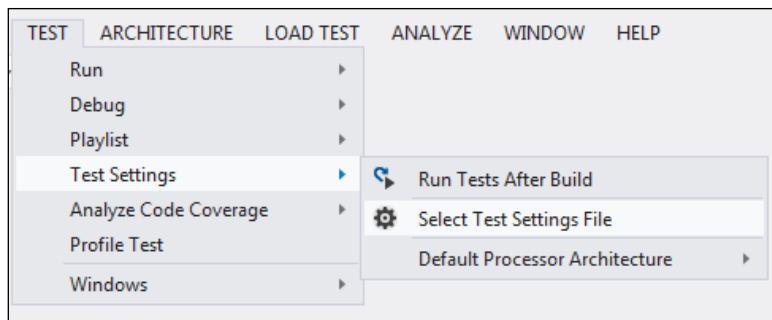 TEST ARCHITECTURE LOAD TEST ANALYZE WINDOW HELP
Run
Debug
Playlist
Test Settings
Run Tests After Build
Analyze Code Coverage
Select Test Settings File
Profile Test
Default Processor Architecture
Windows